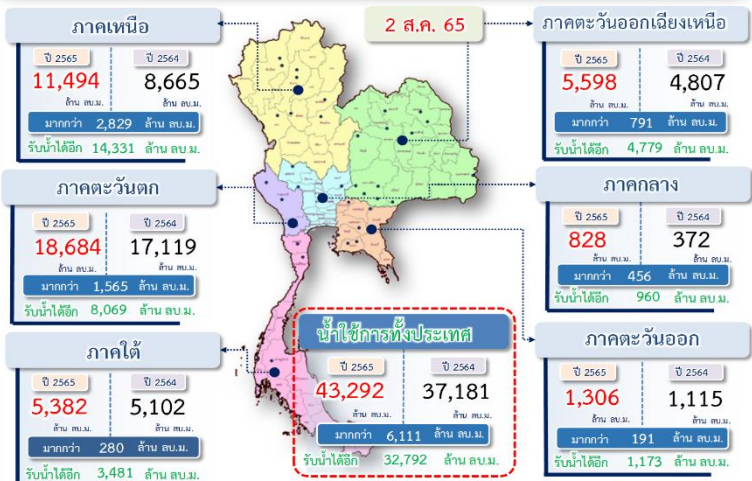 ภาคเหนือ
ปี 2565 ปี 2564
11,494 8,665
ล้าน ลบ.ม. ล้าน ลบ.ม.
มากกว่า 2,829 ล้าน ลบ.ม.
รับน้ำได้อีก 14,331 ล้าน ลบ.ม.
2 ส.ค. 65
ภาคตะวันออกเฉียงเหนือ
ปี 2565 ปี 2564
5,598 4,807
ล้าน ลบ.ม. ล้าน ลบ.ม.
มากกว่า 791 ล้าน ลบ.ม.
รับน้ำได้อีก 4,779 ล้าน ลบ.ม.
ภาคตะวันตก
ปี 2565 ปี 2564
18,684 17,119
ล้าน ลบ.ม. ล้าน ลบ.ม.
มากกว่า 1,565 ล้าน ลบ.ม.
รับน้ำได้อีก 8,069 ล้าน ลบ.ม.
ภาคกลาง
ปี 2565 ปี 2564
828 372
ล้าน ลบ.ม. ล้าน ลบ.ม.
มากกว่า 456 ล้าน ลบ.ม.
รับน้ำได้อีก 960 ล้าน ลบ.ม.
ภาคใต้
ปี 2565 ปี 2564
5,382 5,102
ล้าน ลบ.ม. ล้าน ลบ.ม.
มากกว่า 280 ล้าน ลบ.ม.
รับน้ำได้อีก 3,481 ล้าน ลบ.ม.
น้ำใช้การทั้งประเทศ
ปี 2565 ปี 2564
43,292 37,181
ล้าน ลบ.ม. ล้าน ลบ.ม.
มากกว่า 6,111 ล้าน ลบ.ม.
รับน้ำได้อีก 32,792 ล้าน ลบ.ม.
ภาคตะวันออก
ปี 2565 ปี 2564
1,306 1,115
ล้าน ลบ.ม. ล้าน ลบ.ม.
มากกว่า 191 ล้าน ลบ.ม.
รับน้ำได้อีก 1,173 ล้าน ลบ.ม.